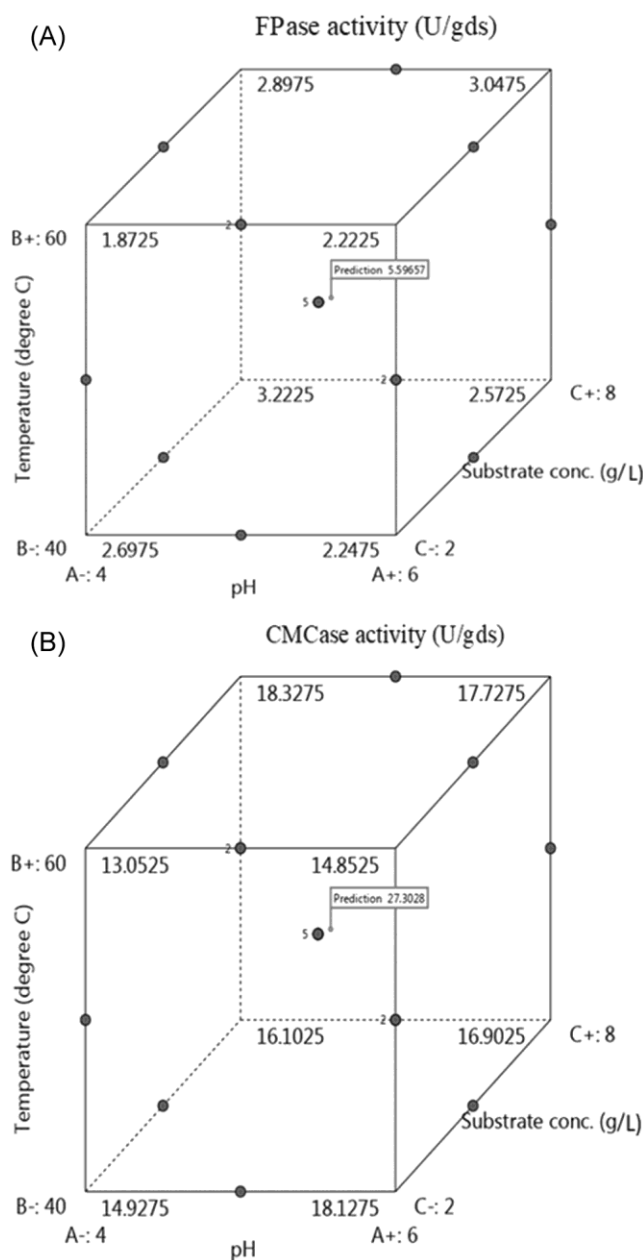 (A)
FPase activity (U/gds)
2.8975
3.0475
B+: 60
1.8725
2
2.2225
Prediction 5.59657
5
Temperature (degree C)
3.2225
2
2.5725
C+: 8
Substrate conc. (g/L)
B-: 40
2.6975
2.2475
C-: 2
A-: 4
A+: 6
pH
(B)
CMCase activity (U/gds)
18.3275
17.7275
B+: 60
13.0525
2
14.8525
Prediction 27.3028
5
Temperature (degree C)
16.1025
2
16.9025
C+: 8
Substrate conc. (g/L)
B-: 40
14.9275
18.1275
C-: 2
A-: 4
A+: 6
pH